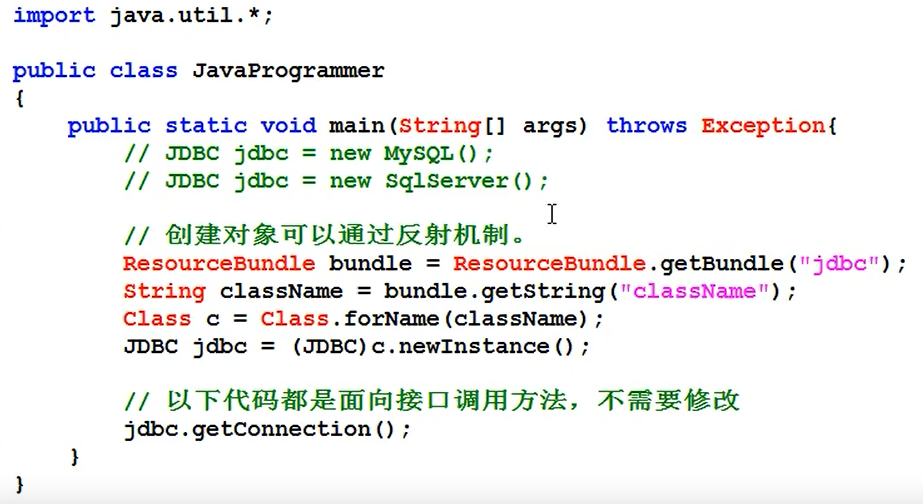 import java.util.*;
public class JavaProgrammer
{
public static void main(String[] args) throws Exception{
// JDBC jdbc = new MySQL();
// JDBC jdbc = new SqlServer();
// 创建对象可以通过反射机制。
ResourceBundle bundle = ResourceBundle.getBundle("jdbc");
String className = bundle.getString("className");
Class c = Class.forName(className);
JDBC jdbc = (JDBC)c.newInstance();
// 以下代码都是面向接口调用方法，不需要修改
jdbc.getConnection();
}
}